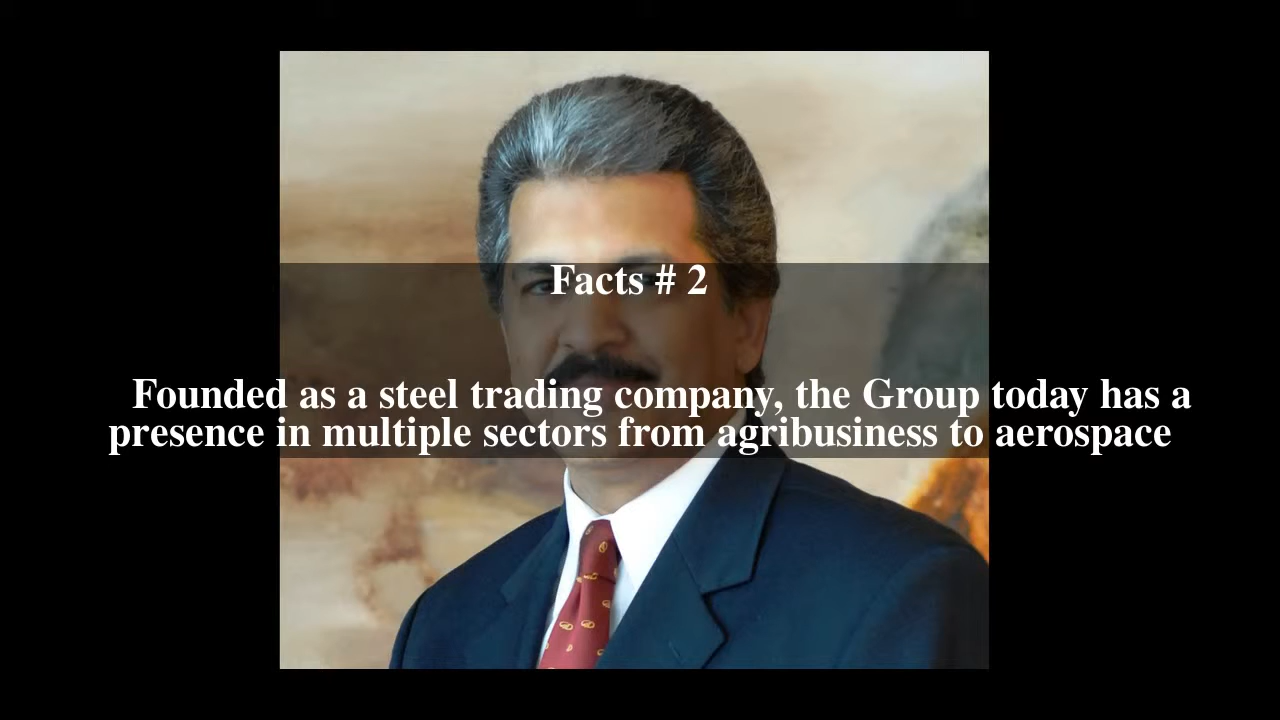 Facts # 2
Founded as a steel trading company, the Group today has a
presence in multiple sectors from agribusiness to aerospace